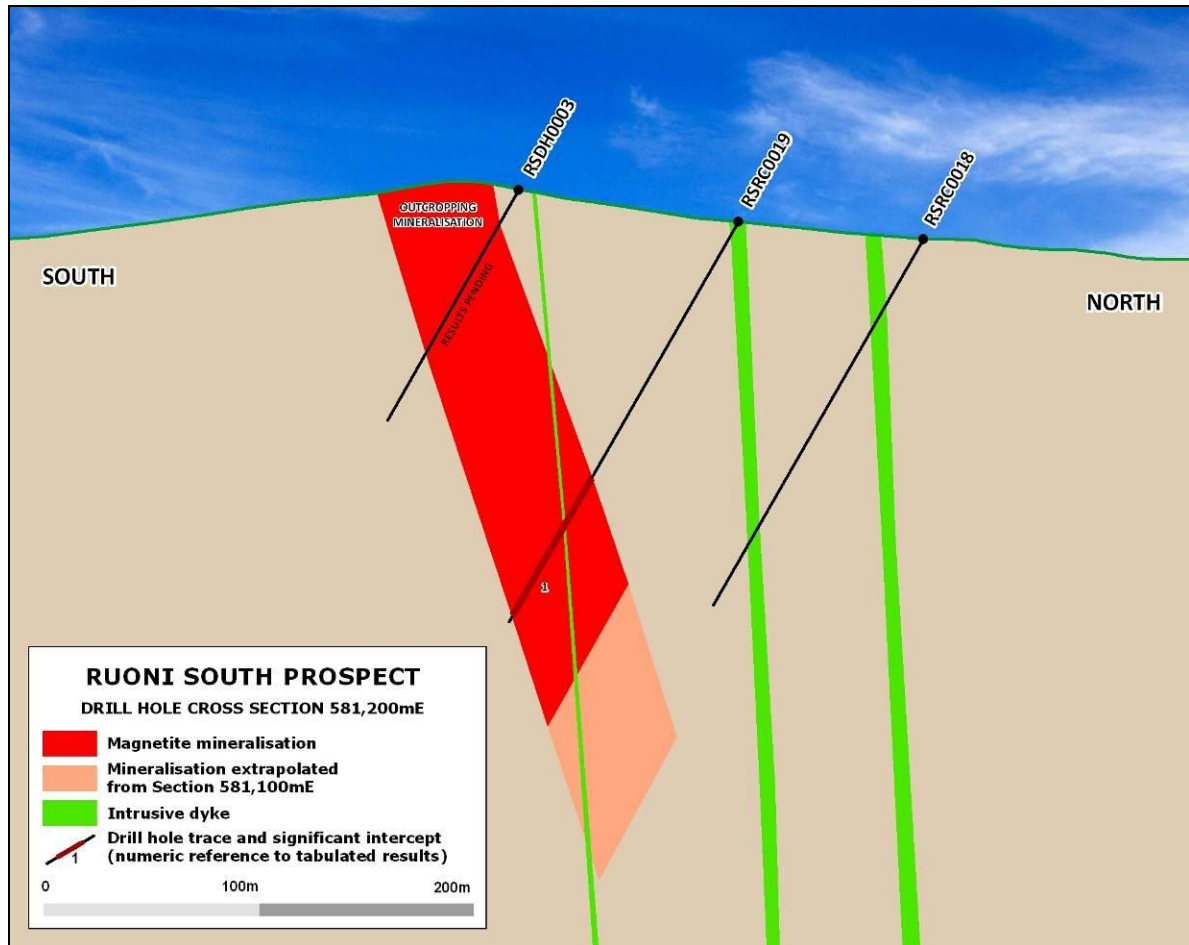 RSDH0003
RSRC0019
RSRC0018
OUTCROPPING
MINERALISATION
SOUTH
RESULTS PENDING
NORTH
1
RUONI SOUTH PROSPECT
DRILL HOLE CROSS SECTION 581,200mE
Magnetite mineralisation
Mineralisation extrapolated
from Section 581,100mE
Intrusive dyke
Drill hole trace and significant intercept
1 (numeric reference to tabulated results)
0 100m 200m